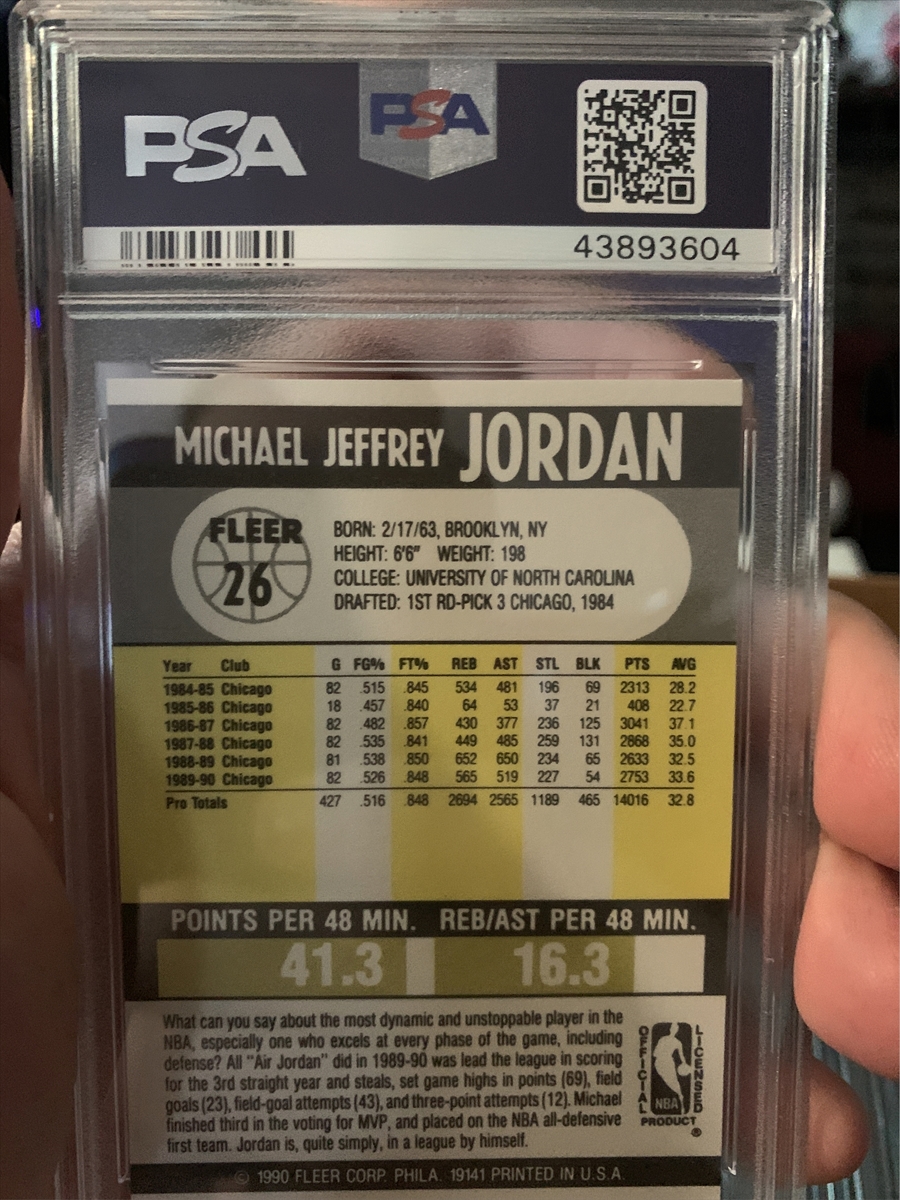 PSA
PSA
43893604
MICHAEL JEFFREY JORDAN
FLEER
26
BORN: 2/17/63, BROOKLYN, NY
HEIGHT: 6'6" WEIGHT: 198
COLLEGE: UNIVERSITY OF NORTH CAROLINA
DRAFTED: 1ST RD-PICK 3 CHICAGO, 1984
Year Club G FG% FT% REB AST STL BLK PTS AVG
1984-85 Chicago 82 .515 .845 534 481 196 69 2313 28.2
1985-86 Chicago 18 .457 .840 64 53 37 21 408 22.7
1986-87 Chicago 82 .482 .857 430 377 236 125 3041 37.1
1987-88 Chicago 82 .535 .841 449 485 259 131 2868 35.0
1988-89 Chicago 81 .538 .850 652 650 234 65 2633 32.5
1989-90 Chicago 82 .526 .848 565 519 227 54 2753 33.6
Pro Totals 427 .516 .848 2694 2565 1189 465 14016 32.8
POINTS PER 48 MIN. REB/AST PER 48 MIN.
41.3 16.3
What can you say about the most dynamic and unstoppable player in the
NBA, especially one who excels at every phase of the game, including
defense? All "Air Jordan" did in 1989-90 was lead the league in scoring
for the 3rd straight year and steals, set game highs in points (69), field
goals (23), field-goal attempts (43), and three-point attempts (12). Michael
finished third in the voting for MVP, and placed on the NBA all-defensive
first team. Jordan is, quite simply, in a league by himself.
OFFICIAL
LICENSED
NBA
PRODUCT
®
© 1990 FLEER CORP. PHILA. 19141 PRINTED IN U.S.A.